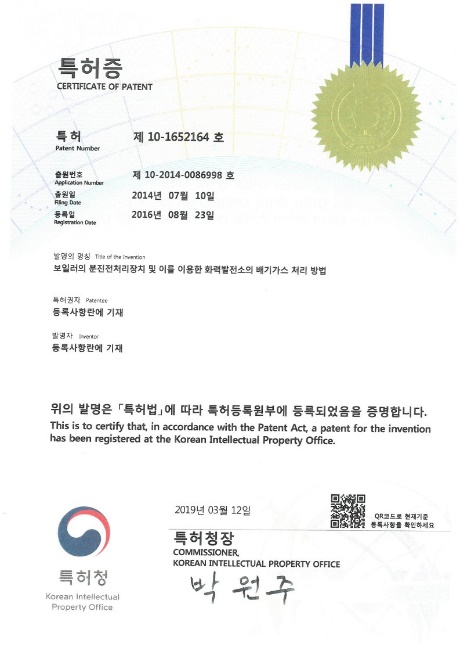 특허증
CERTIFICATE OF PATENT
특허 제 10-1652164 호
Patent Number
출원번호 제 10-2014-0086998 호
Application Number
출원일 2014년 07월 10일
Filing Date
등록일 2016년 08월 23일
Registration Date
발명의 명칭 Title of the Invention
보일러의 분진전처리장치 및 이를 이용한 화력발전소의 배기가스 처리 방법
특허권자 Patentee
등록사항란에 기재
발명자 Inventor
등록사항란에 기재
위의 발명은 「특허법」에 따라 특허등록원부에 등록되었음을 증명합니다.
This is to certify that, in accordance with the Patent Act, a patent for the invention
has been registered at the Korean Intellectual Property Office.
2019년 03월 12일
QR코드로 현재기준
등록사항을 확인하세요
특허청장
COMMISSIONER,
KOREAN INTELLECTUAL PROPERTY OFFICE
박원주
특허청
Korean Intellectual
Property Office